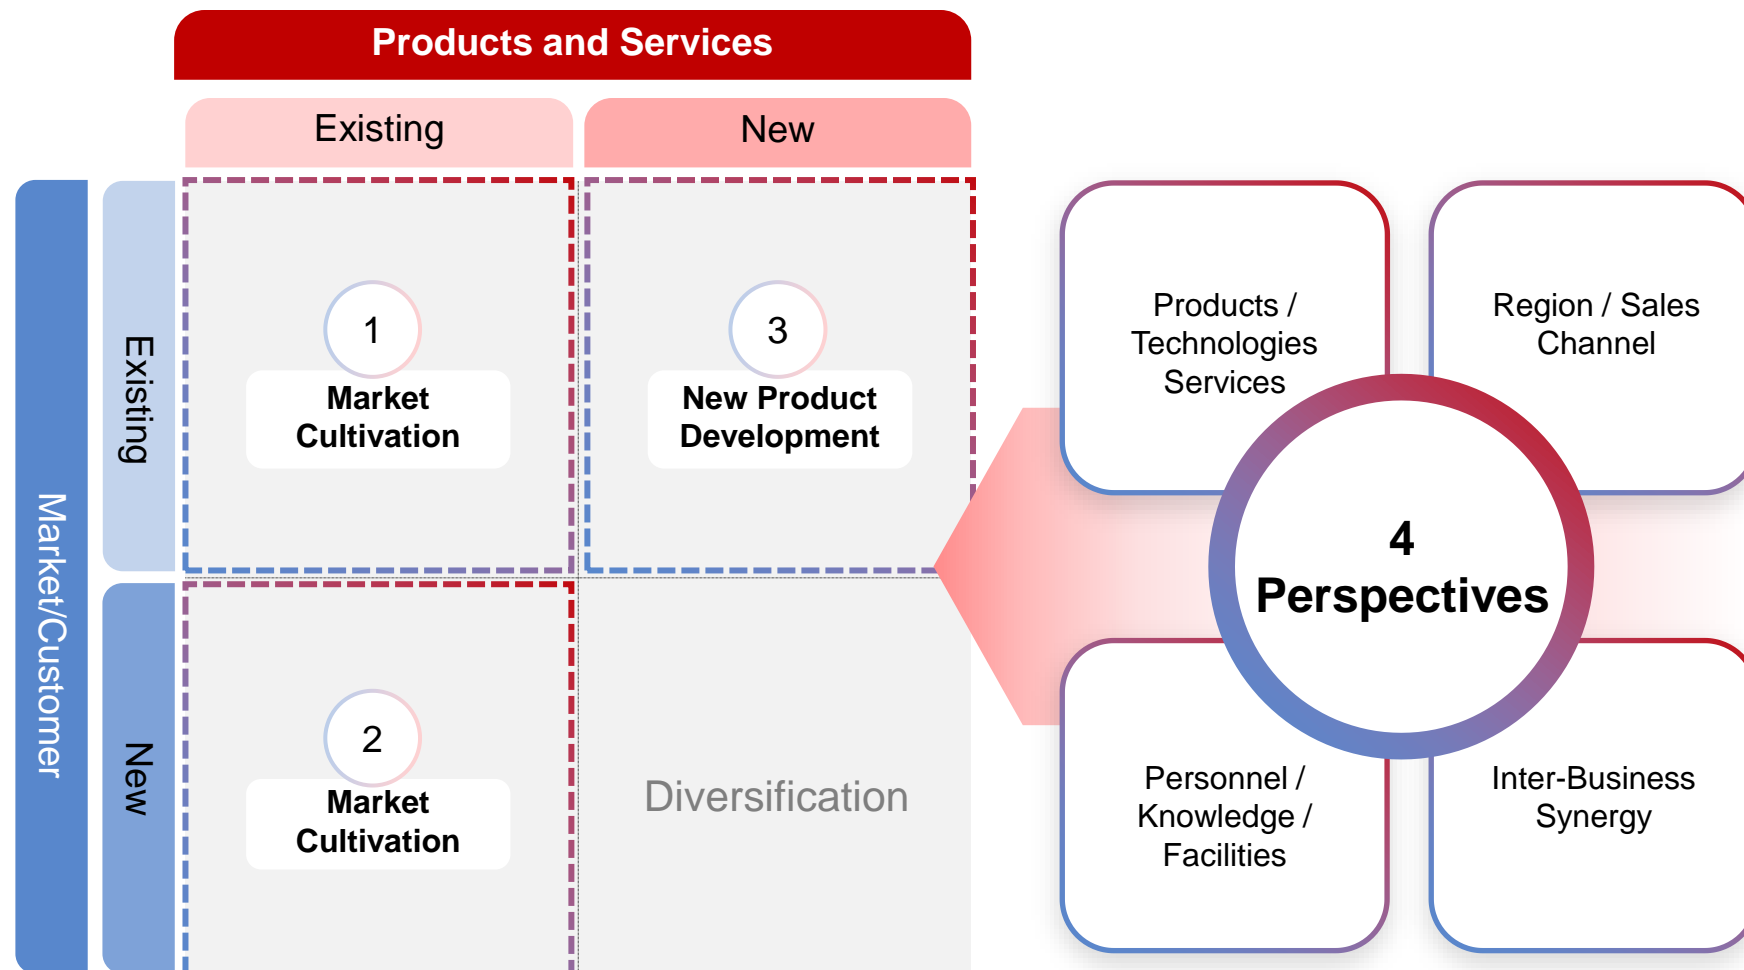 Products and Services
Existing
New
Market/Customer
Existing
New
1
Market
Cultivation
3
New Product
Development
2
Market
Cultivation
Diversification
Products /
Technologies
Services
Region / Sales
Channel
4
Perspectives
Personnel /
Knowledge /
Facilities
Inter-Business
Synergy